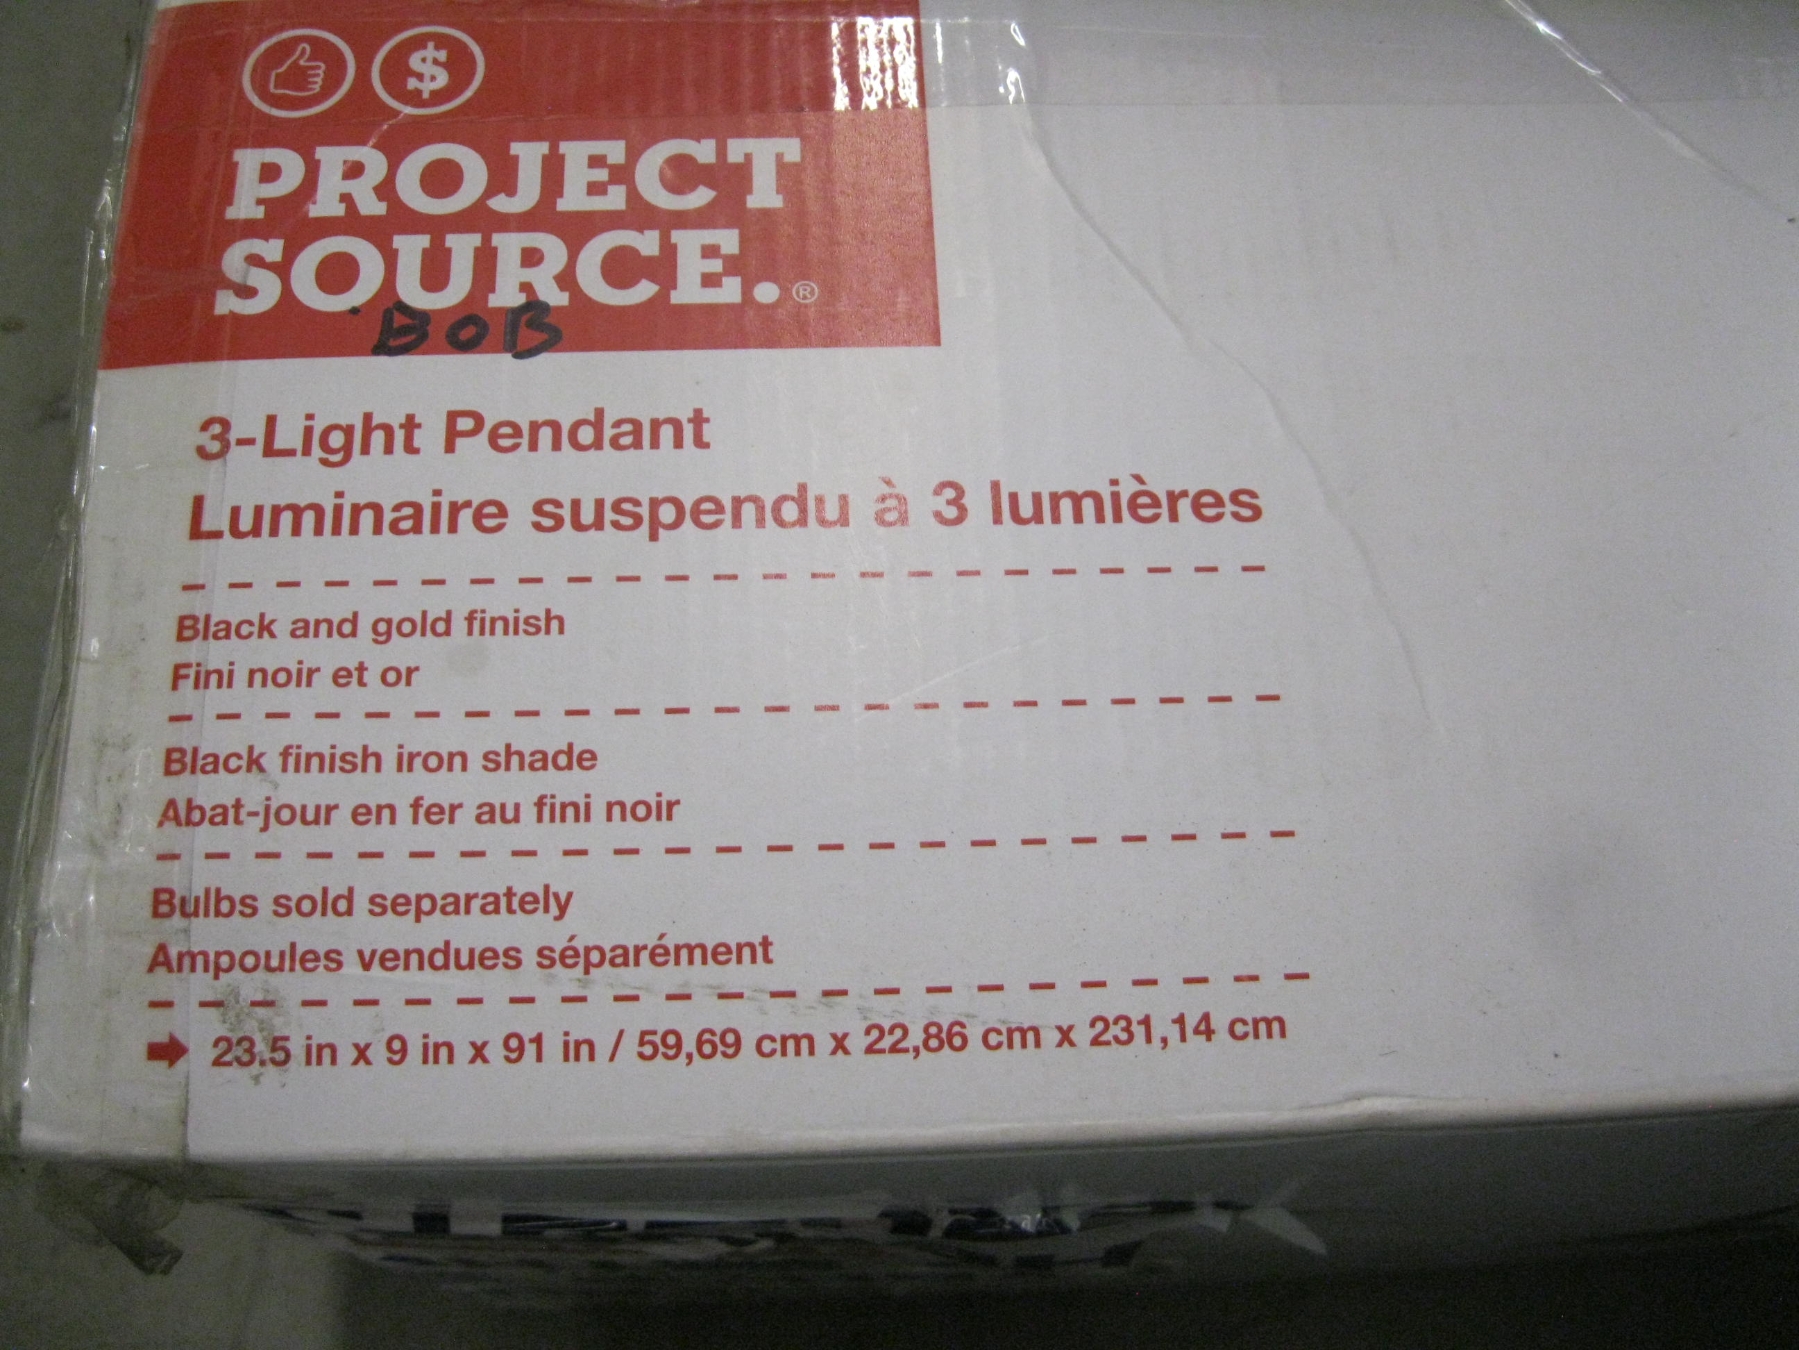 $
PROJECT
SOURCE.®
BOB
3-Light Pendant
Luminaire suspendu à 3 lumières
Black and gold finish
Fini noir et or
Black finish iron shade
Abat-jour en fer au fini noir
Bulbs sold separately
Ampoules vendues séparément
23.5 in x 9 in x 91 in / 59,69 cm x 22,86 cm x 231,14 cm